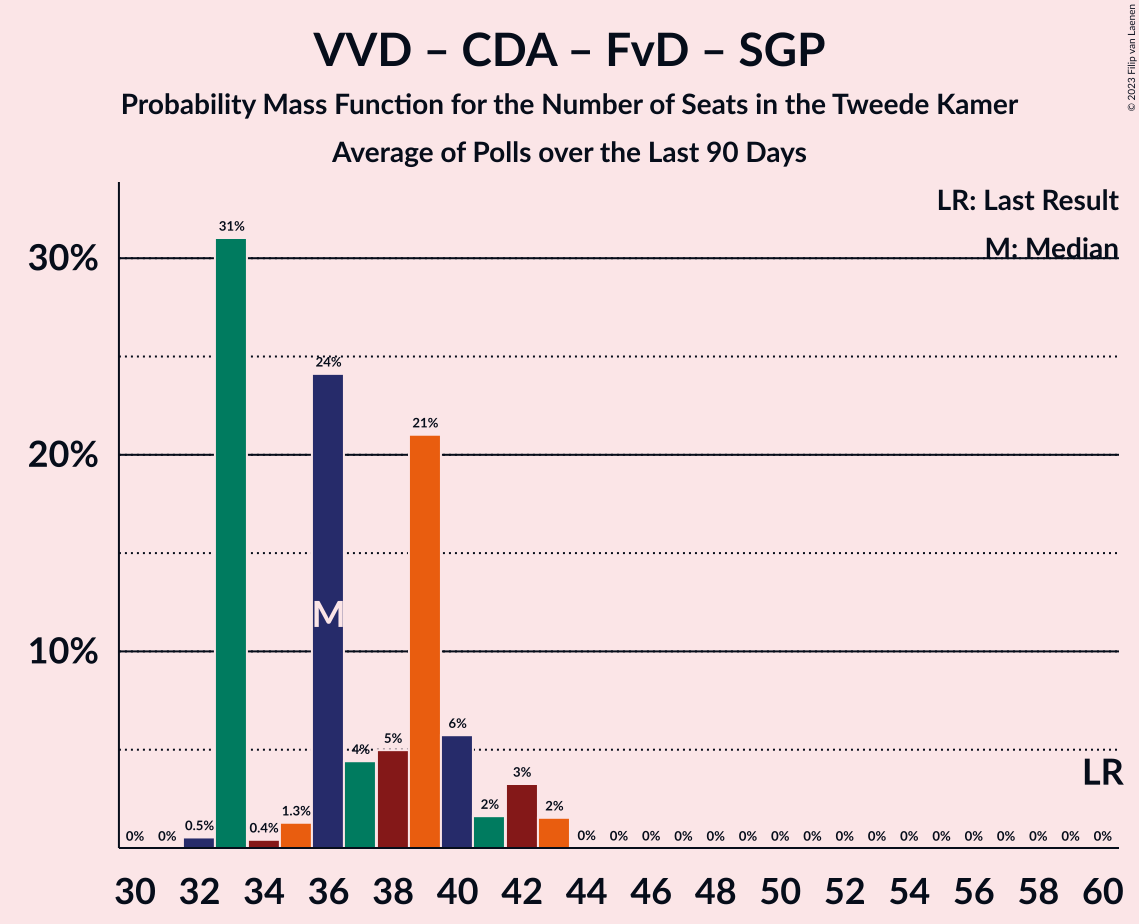 VVD – CDA – FvD – SGP
Probability Mass Function for the Number of Seats in the Tweede Kamer
Average of Polls over the Last 90 Days
© 2023 Filip van Laenen
LR: Last Result
M: Median
30%
20%
10%
0% 0% 0.5% 31% 0.4% 1.3% 24% 4% 5% 21% 6% 2% 3% 2% 0% 0% 0% 0% 0% 0% 0% 0% 0% 0% 0% 0% 0% 0% 0% 0% 0%
M
LR
30 32 34 36 38 40 42 44 46 48 50 52 54 56 58 60